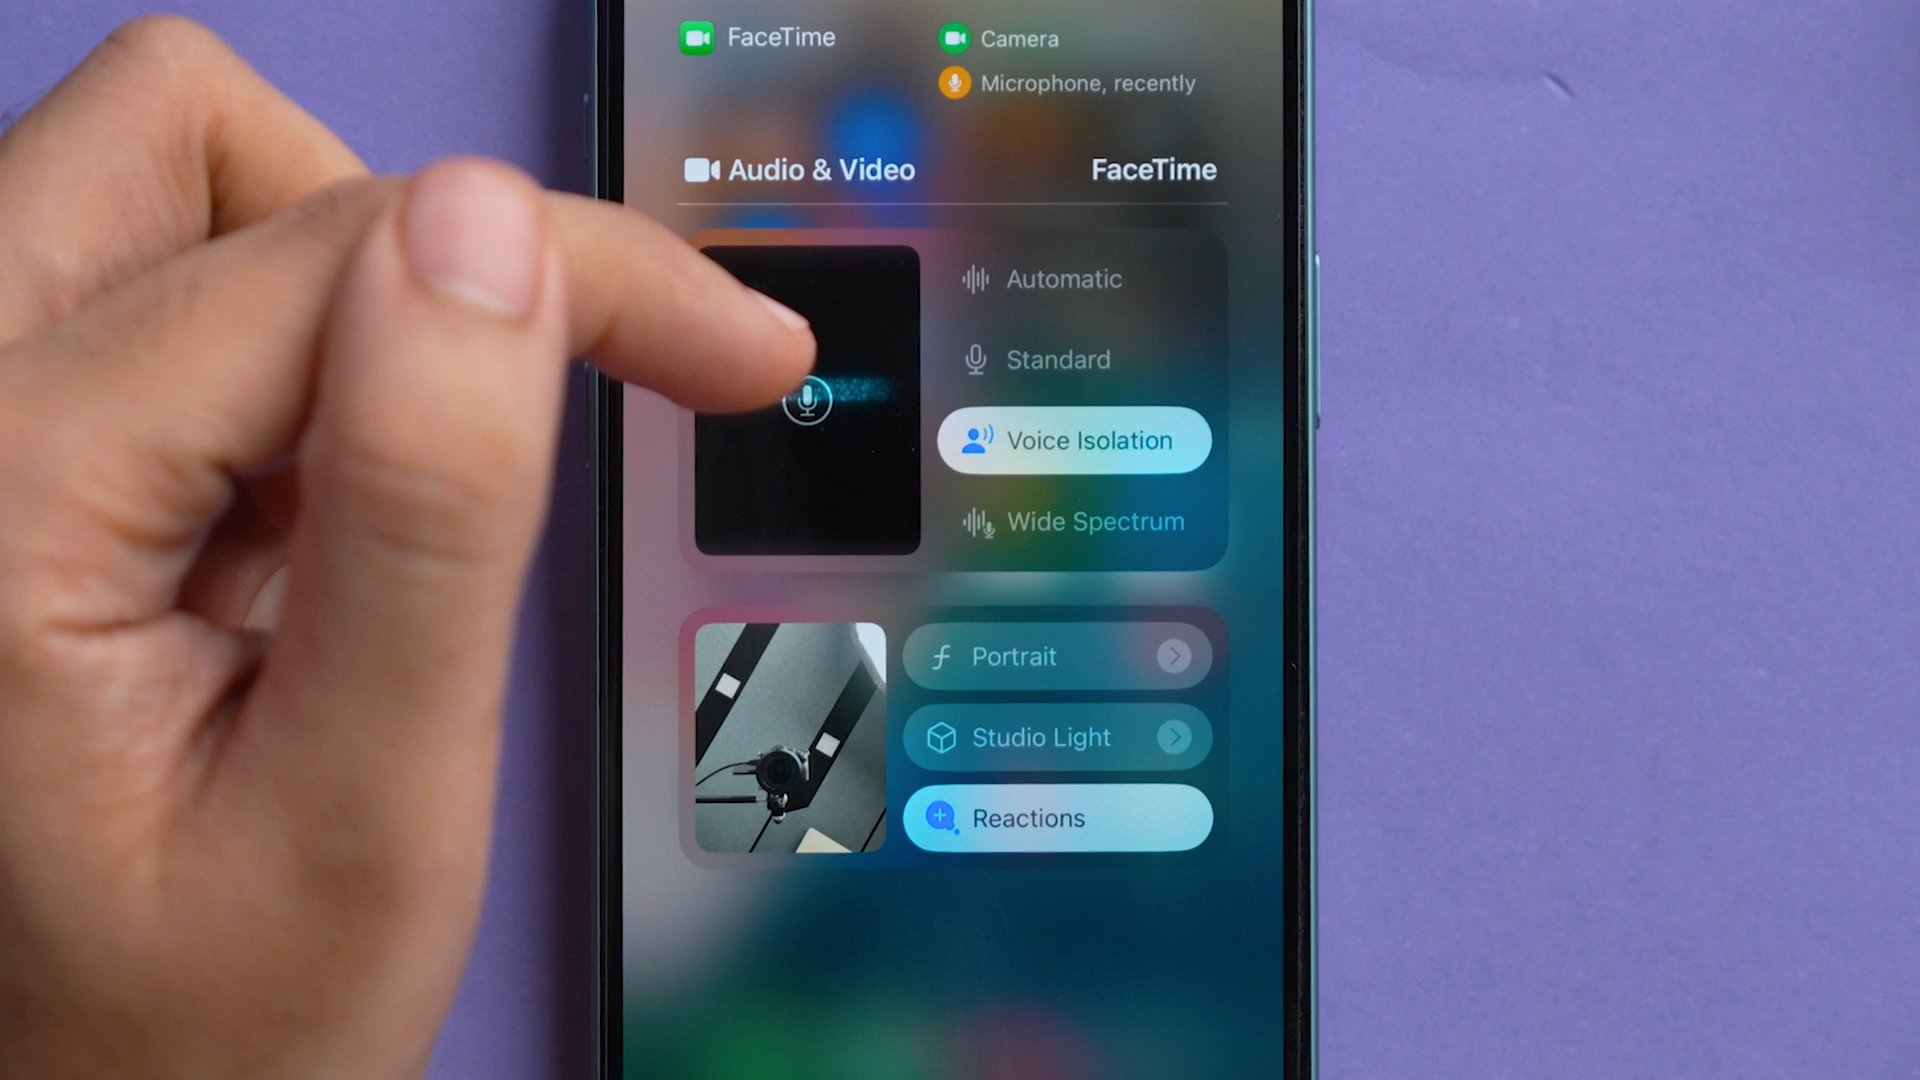 FaceTime
Camera
Microphone, recently
Audio & Video
FaceTime
Automatic
Standard
Voice Isolation
Wide Spectrum
Portrait
Studio Light
Reactions